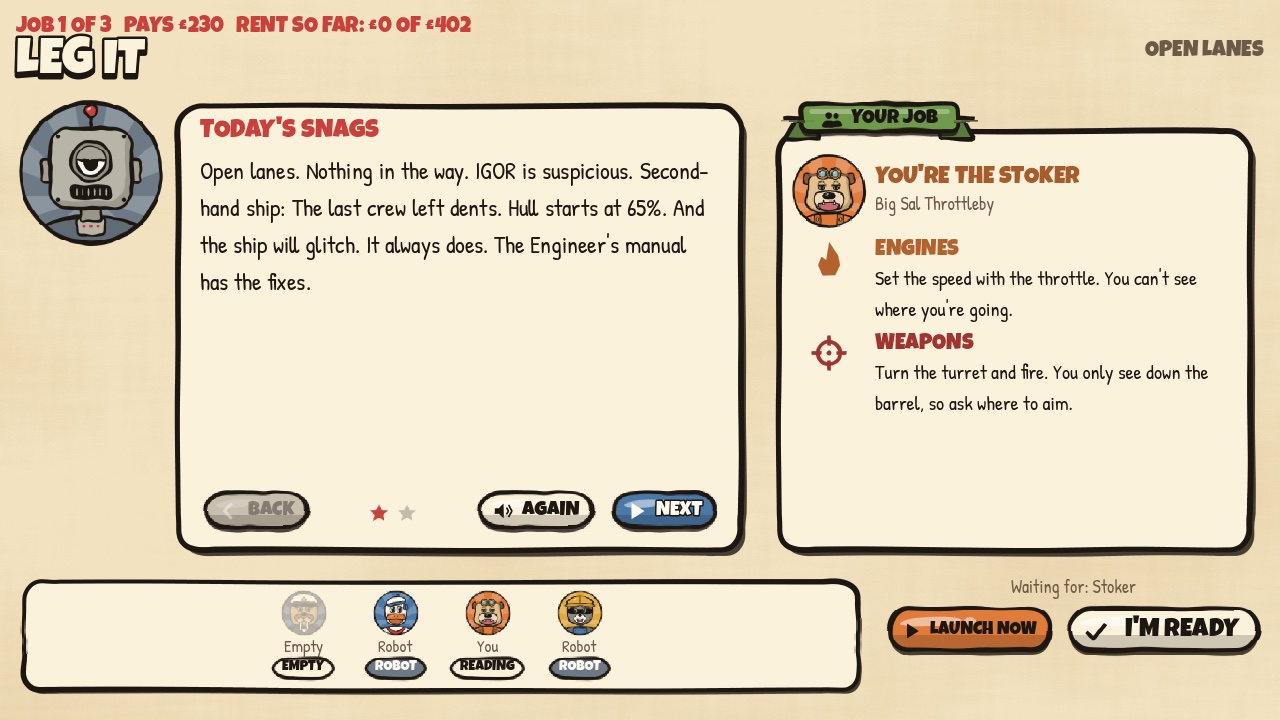 JOB 1 OF 3 PAYS £230 RENT SO FAR: £0 OF £402
LEG IT
OPEN LANES
TODAY'S SNAGS
Open lanes. Nothing in the way. IGOR is suspicious. Second-
hand ship: The last crew left dents. Hull starts at 65%. And
the ship will glitch. It always does. The Engineer's manual
has the fixes.
BACK
AGAIN
NEXT
YOUR JOB
YOU'RE THE STOKER
Big Sal Throttleby
ENGINES
Set the speed with the throttle. You can't see
where you're going.
WEAPONS
Turn the turret and fire. You only see down the
barrel, so ask where to aim.
Empty Robot You Robot
EMPTY ROBOT READING ROBOT
Waiting for: Stoker
LAUNCH NOW
I'M READY